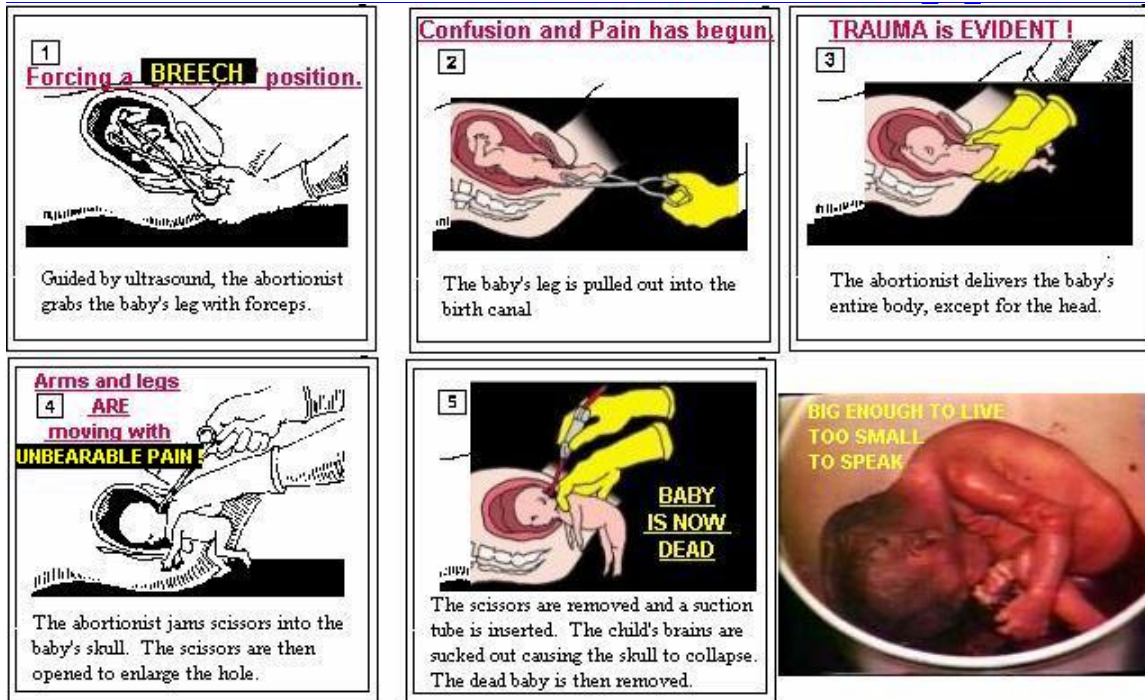 1
Forcing a BREECH position.
Guided by ultrasound, the abortionist
grabs the baby's leg with forceps.
Confusion and Pain has begun.
2
The baby's leg is pulled out into the
birth canal
TRAUMA is EVIDENT !
3
The abortionist delivers the baby's
entire body, except for the head.
Arms and legs
4
ARE
moving with
UNBEARABLE PAIN !
The abortionist jams scissors into the
baby's skull. The scissors are then
opened to enlarge the hole.
5
BABY
IS NOW
DEAD
The scissors are removed and a suction
tube is inserted. The child's brains are
sucked out causing the skull to collapse.
The dead baby is then removed.
BIG ENOUGH TO LIVE
TOO SMALL
TO SPEAK